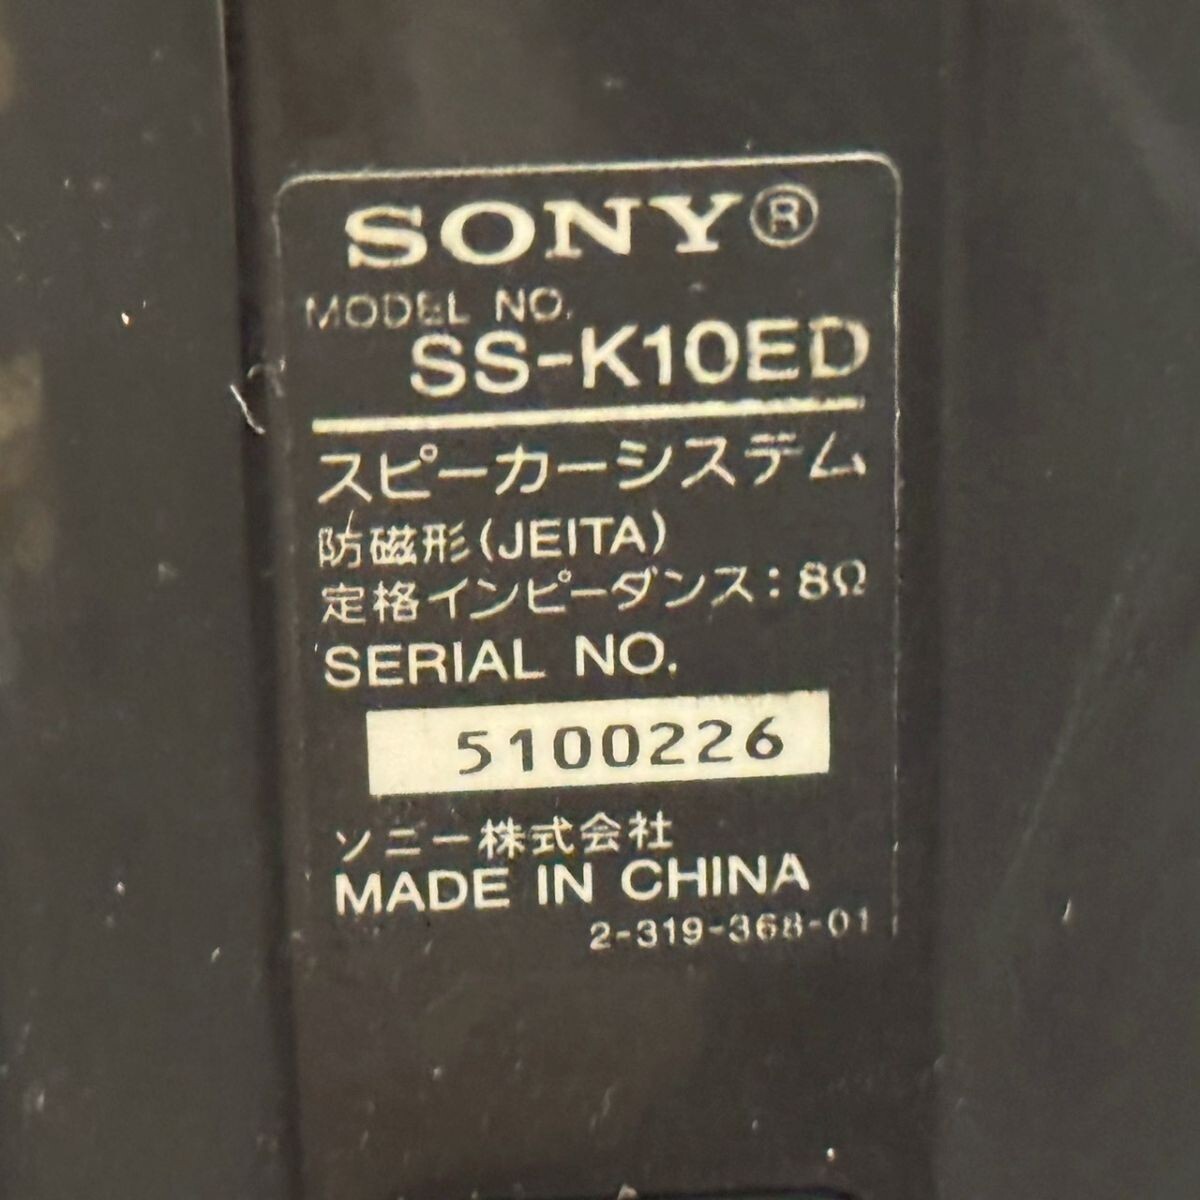 SONY®
MODEL NO.
SS-K10ED
スピーカーシステム
防磁形(JEITA)
定格インピーダンス:8Ω
SERIAL NO.
5100226
ソニー株式会社
MADE IN CHINA
2-319-368-01